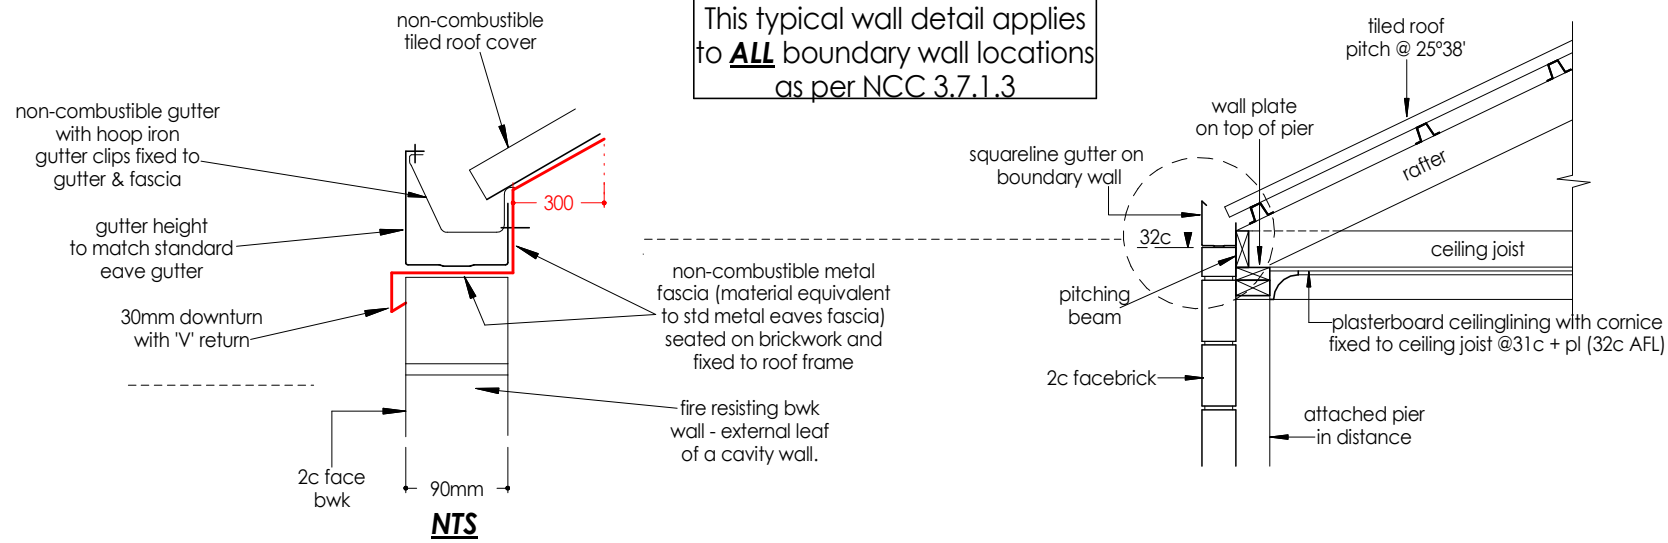 This typical wall detail applies
to ALL boundary wall locations
as per NCC 3.7.1.3
non-combustible
tiled roof cover
non-combustible gutter
with hoop iron
gutter clips fixed to
gutter & fascia
gutter height
to match standard
eave gutter
30mm downturn
with 'V' return
300
non-combustible metal
fascia (material equivalent
to std metal eaves fascia)
seated on brickwork and
fixed to roof frame
fire resisting bwk
wall - external leaf
of a cavity wall.
2c face
bwk
90mm
NTS
tiled roof
pitch @ 25°38'
wall plate
on top of pier
squareline gutter on
boundary wall
rafter
32c
ceiling joist
pitching
beam
plasterboard ceilinglining with cornice
fixed to ceiling joist @31c + pl (32c AFL)
2c facebrick
attached pier
in distance